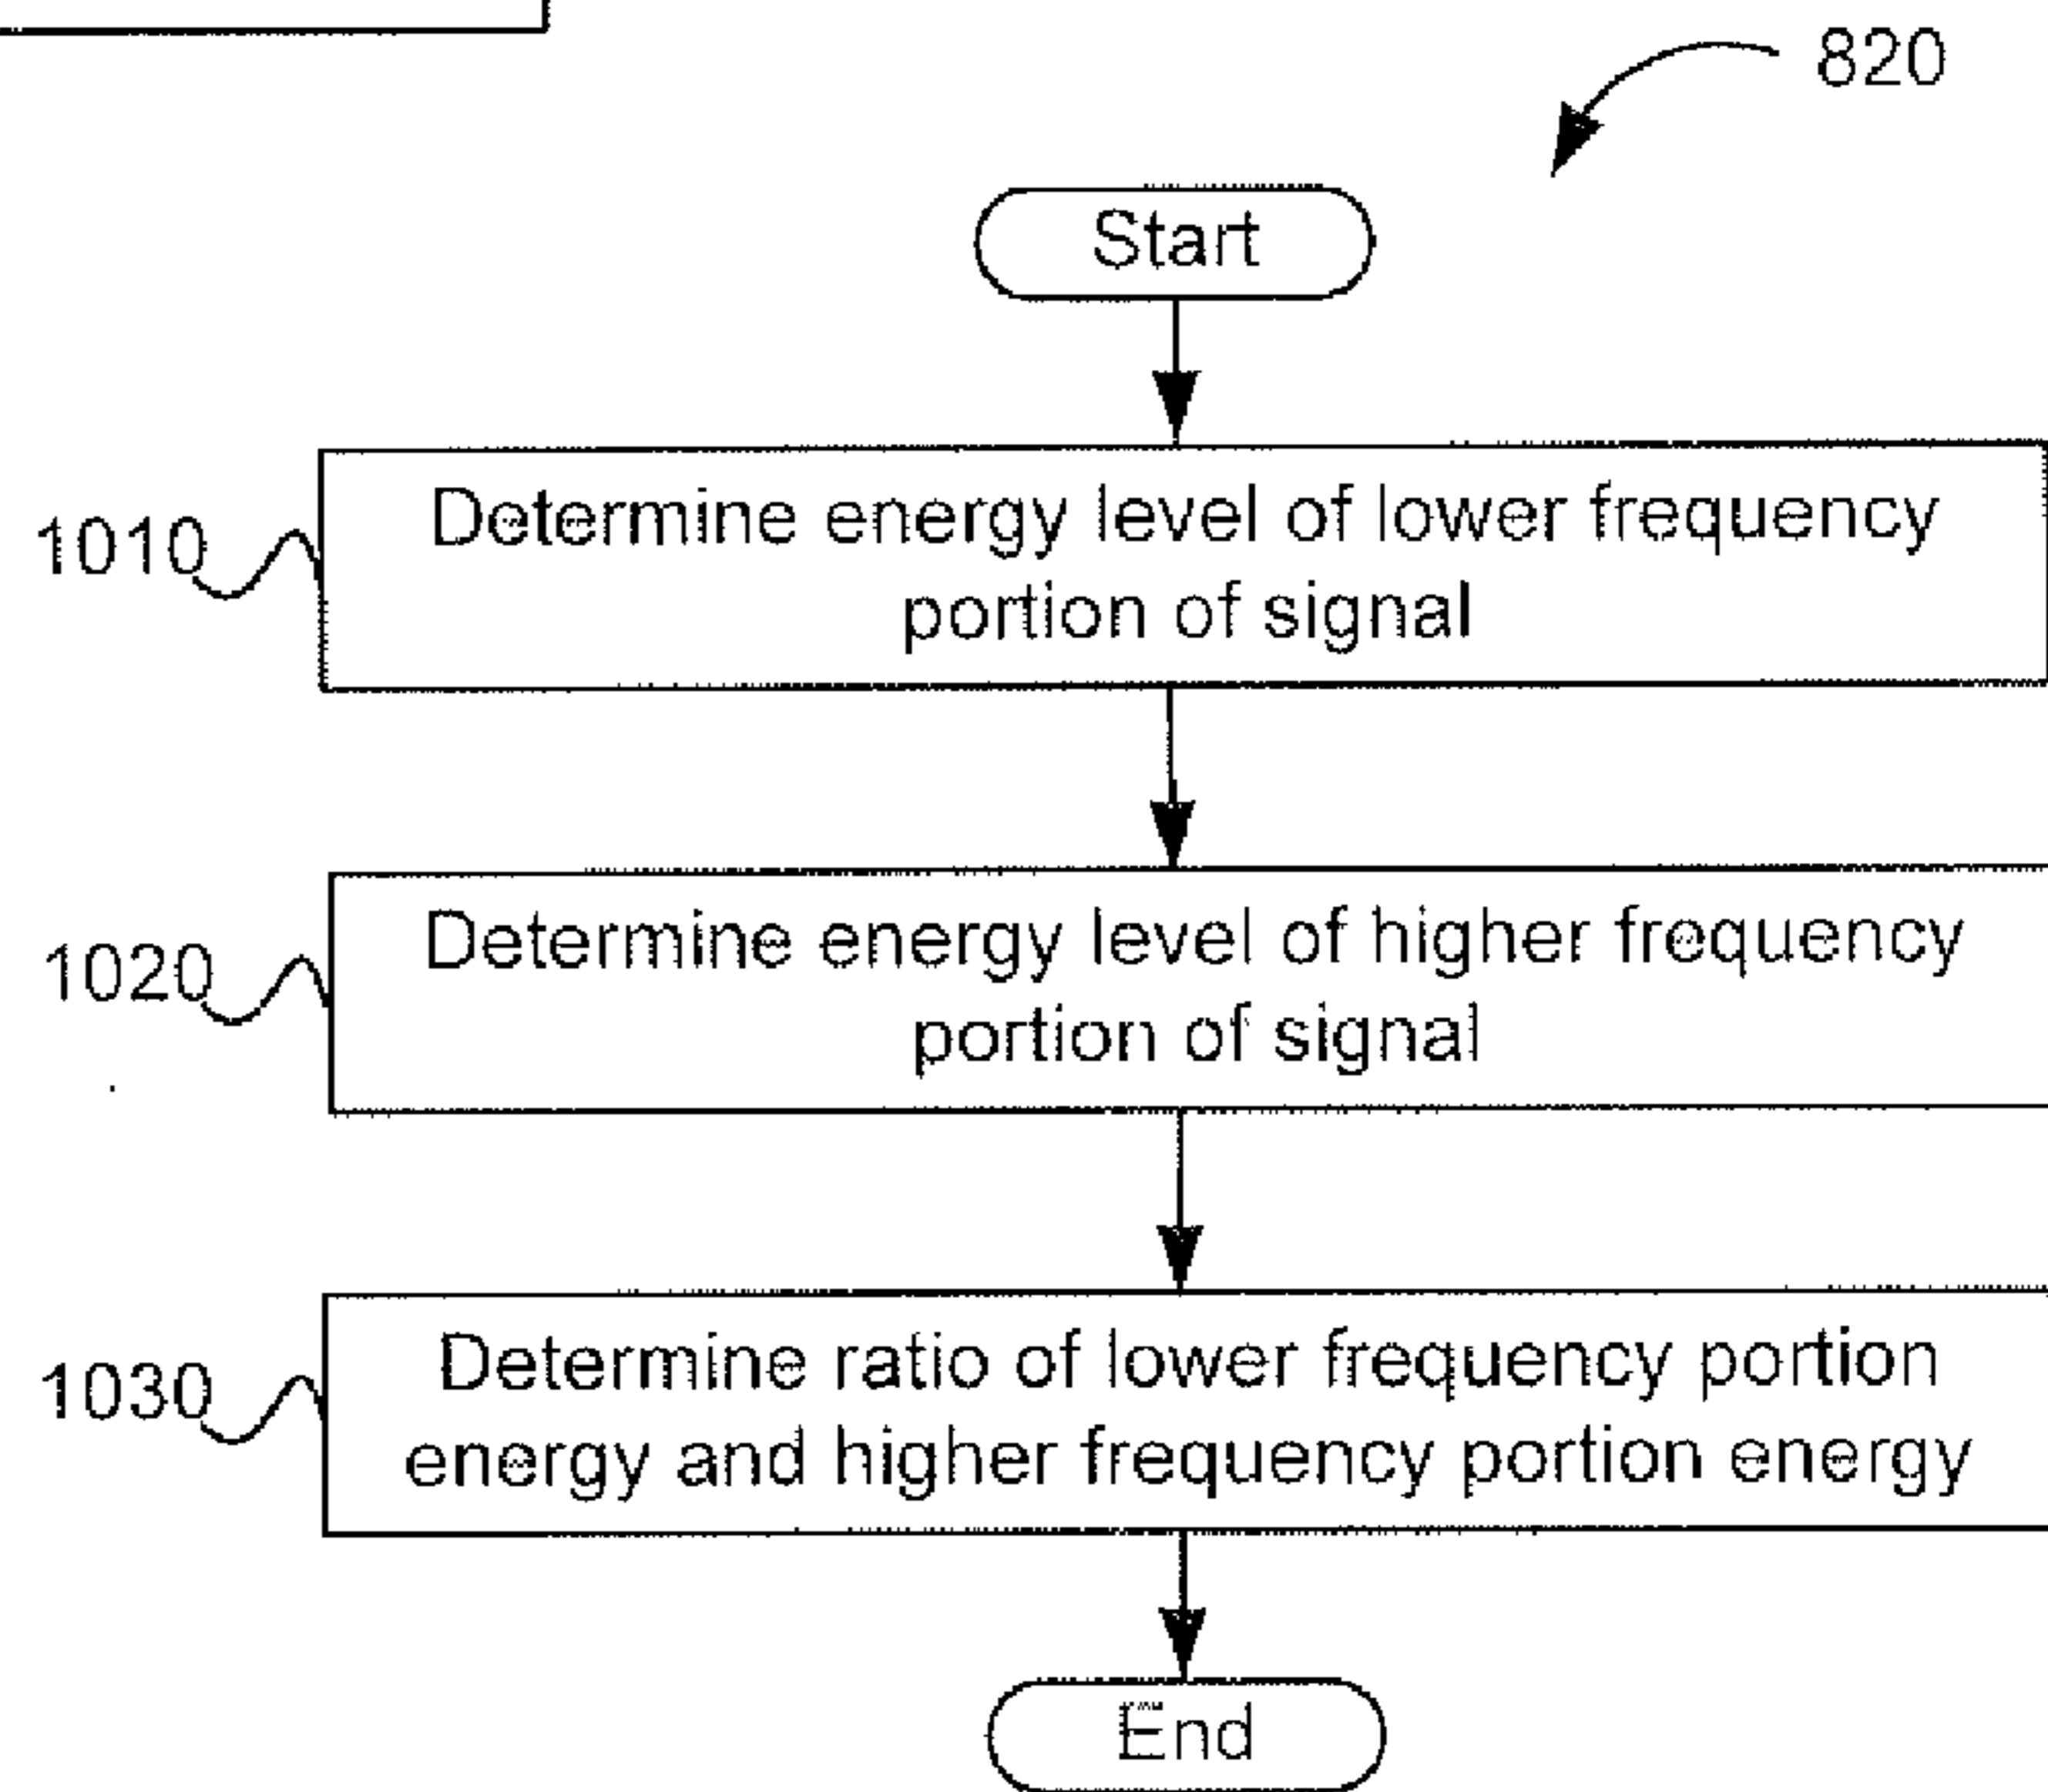 820
Start
1010
Determine energy level of lower frequency
portion of signal
1020
Determine energy level of higher frequency
portion of signal
1030
Determine ratio of lower frequency portion
energy and higher frequency portion energy
End